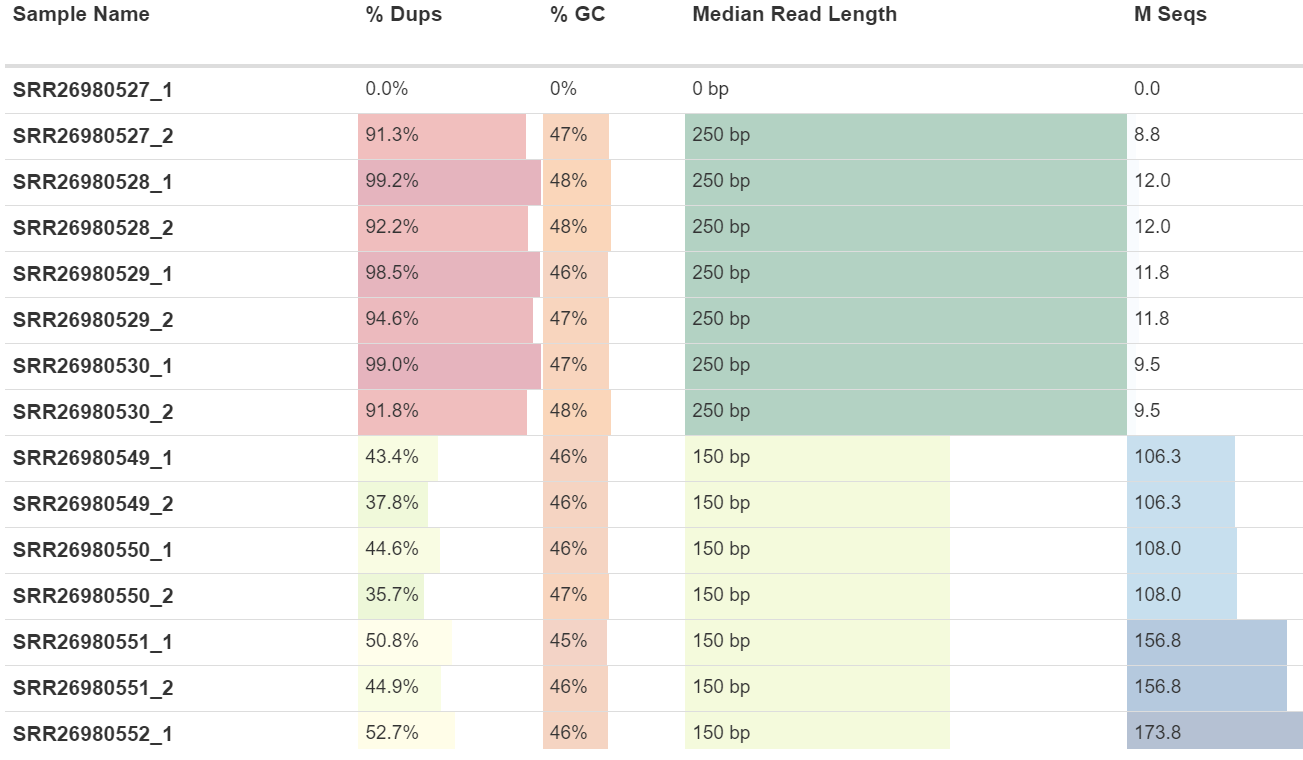 Sample Name % Dups % GC Median Read Length M Seqs
SRR26980527_1 0.0% 0% 0 bp 0.0
SRR26980527_2 91.3% 47% 250 bp 8.8
SRR26980528_1 99.2% 48% 250 bp 12.0
SRR26980528_2 92.2% 48% 250 bp 12.0
SRR26980529_1 98.5% 46% 250 bp 11.8
SRR26980529_2 94.6% 47% 250 bp 11.8
SRR26980530_1 99.0% 47% 250 bp 9.5
SRR26980530_2 91.8% 48% 250 bp 9.5
SRR26980549_1 43.4% 46% 150 bp 106.3
SRR26980549_2 37.8% 46% 150 bp 106.3
SRR26980550_1 44.6% 46% 150 bp 108.0
SRR26980550_2 35.7% 47% 150 bp 108.0
SRR26980551_1 50.8% 45% 150 bp 156.8
SRR26980551_2 44.9% 46% 150 bp 156.8
SRR26980552_1 52.7% 46% 150 bp 173.8